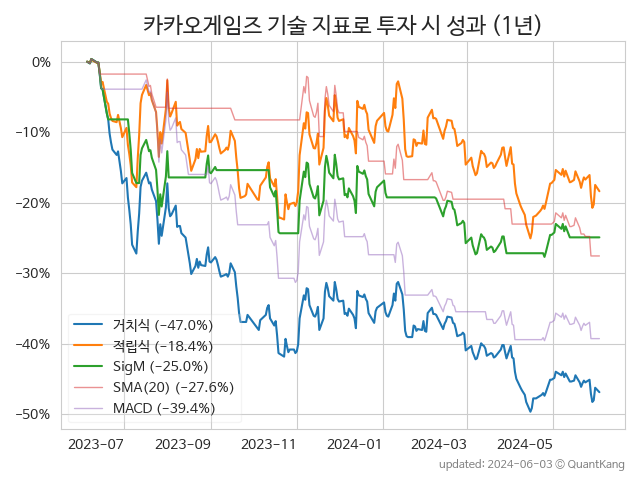 카카오게임즈 기술 지표로 투자 시 성과 (1년)
0%
−10%
−20%
−30%
−40%
−50%
거치식 (−47.0%)
적립식 (−18.4%)
SigM (−25.0%)
SMA(20) (−27.6%)
MACD (−39.4%)
2023-07
2023-09
2023-11
2024-01
2024-03
2024-05
updated: 2024-06-03 ⓒ QuantKang